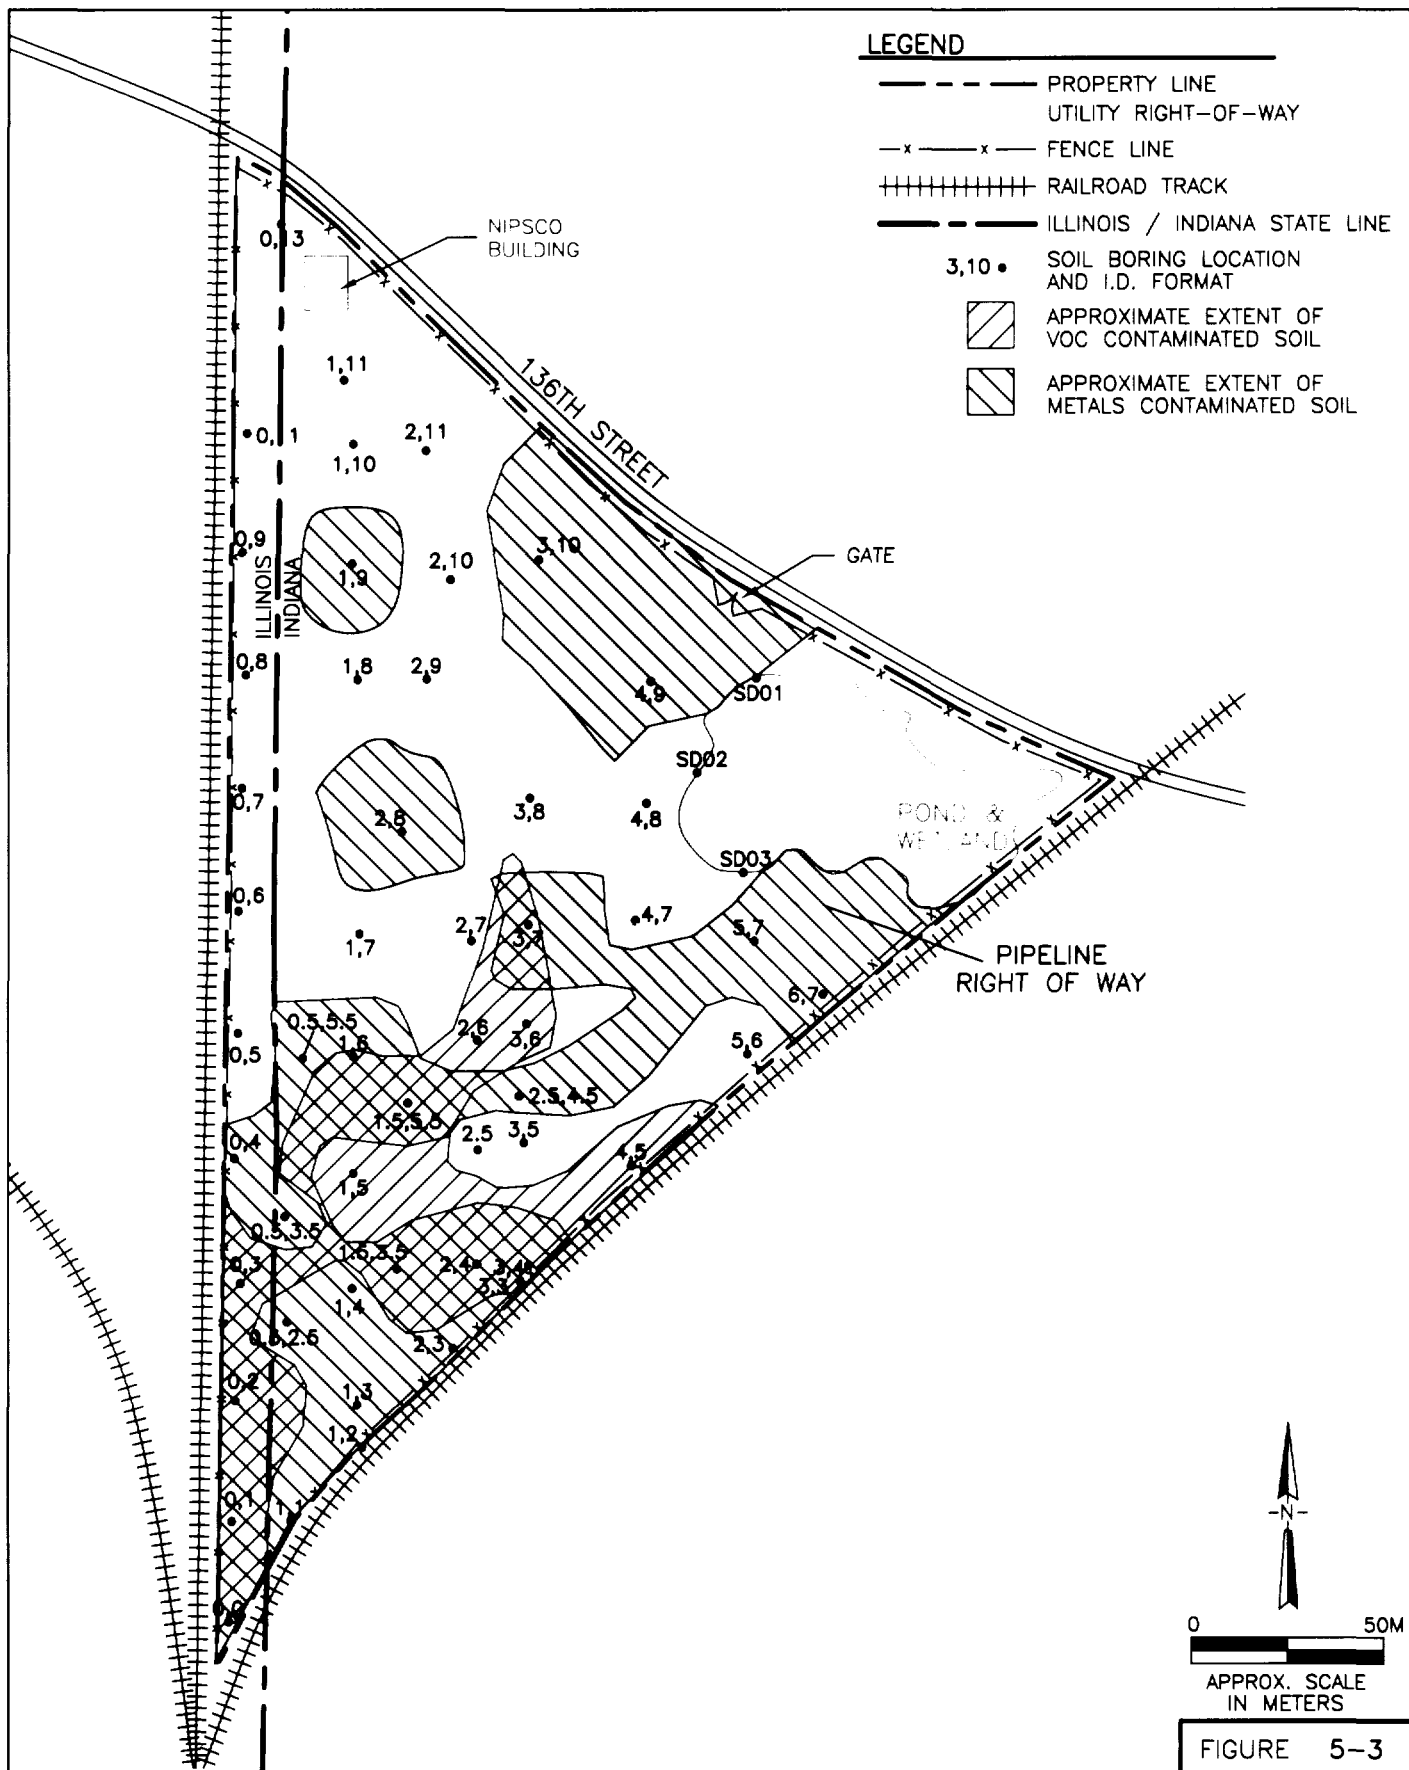 LEGEND
PROPERTY LINE
UTILITY RIGHT-OF-WAY
FENCE LINE
RAILROAD TRACK
ILLINOIS / INDIANA STATE LINE
3,10
SOIL BORING LOCATION
AND I.D. FORMAT
APPROXIMATE EXTENT OF
VOC CONTAMINATED SOIL
APPROXIMATE EXTENT OF
METALS CONTAMINATED SOIL
NIPSCO
BUILDING
0,13
1,11
136TH STREET
2,11
1,10
0,9
3,10
GATE
2,10
1,9
ILLINOIS
INDIANA
0,8
1,8
2,9
4,9
SD01
SD02
0,7
3,8
4,8
2,8
POND &
SD03
0,6
4,7
2,7
3,7
1,7
5,7
PIPELINE
RIGHT OF WAY
6,7
0.5,5.5
2,6
3,6
1,6
0,5
5,6
2.5,4.5
1.5,5.5
3,5
2.5
0,4
4,5
1,5
0.5,3.5
1.5,3.5
0,3
2,4
3,4
1,4
0.5,2.5
2,3
0,2
1,3
1,2
0,1
1,1
0,0
-N-
0 50M
APPROX. SCALE
IN METERS
FIGURE 5-3